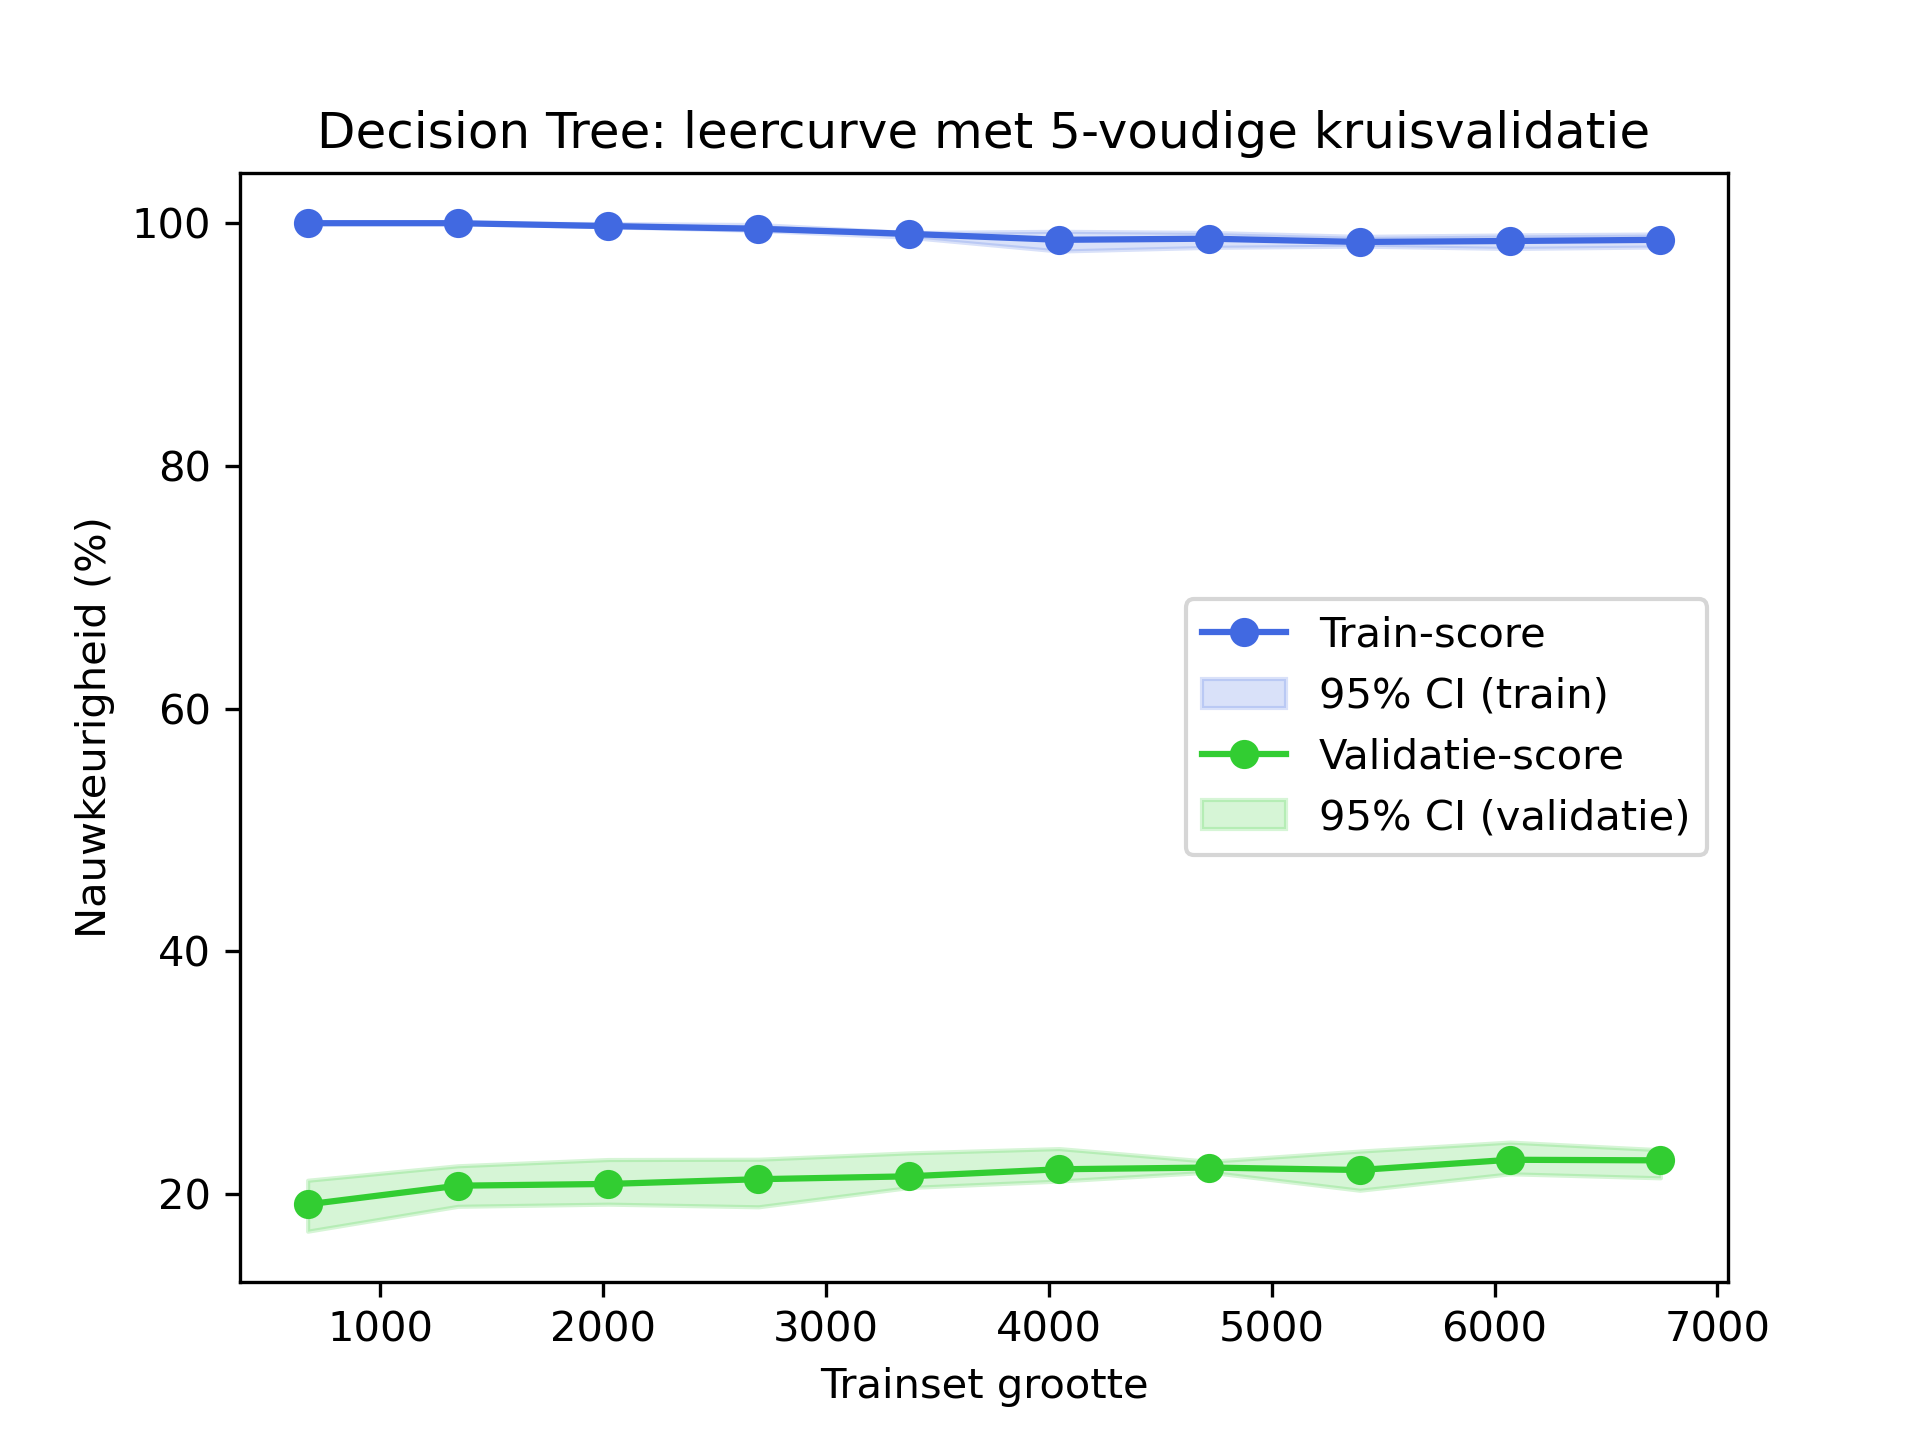 Decision Tree: leercurve met 5-voudige kruisvalidatie
Nauwkeurigheid (%)
100
80
60
40
20
Train-score
95% CI (train)
Validatie-score
95% CI (validatie)
1000 2000 3000 4000 5000 6000 7000
Trainset grootte